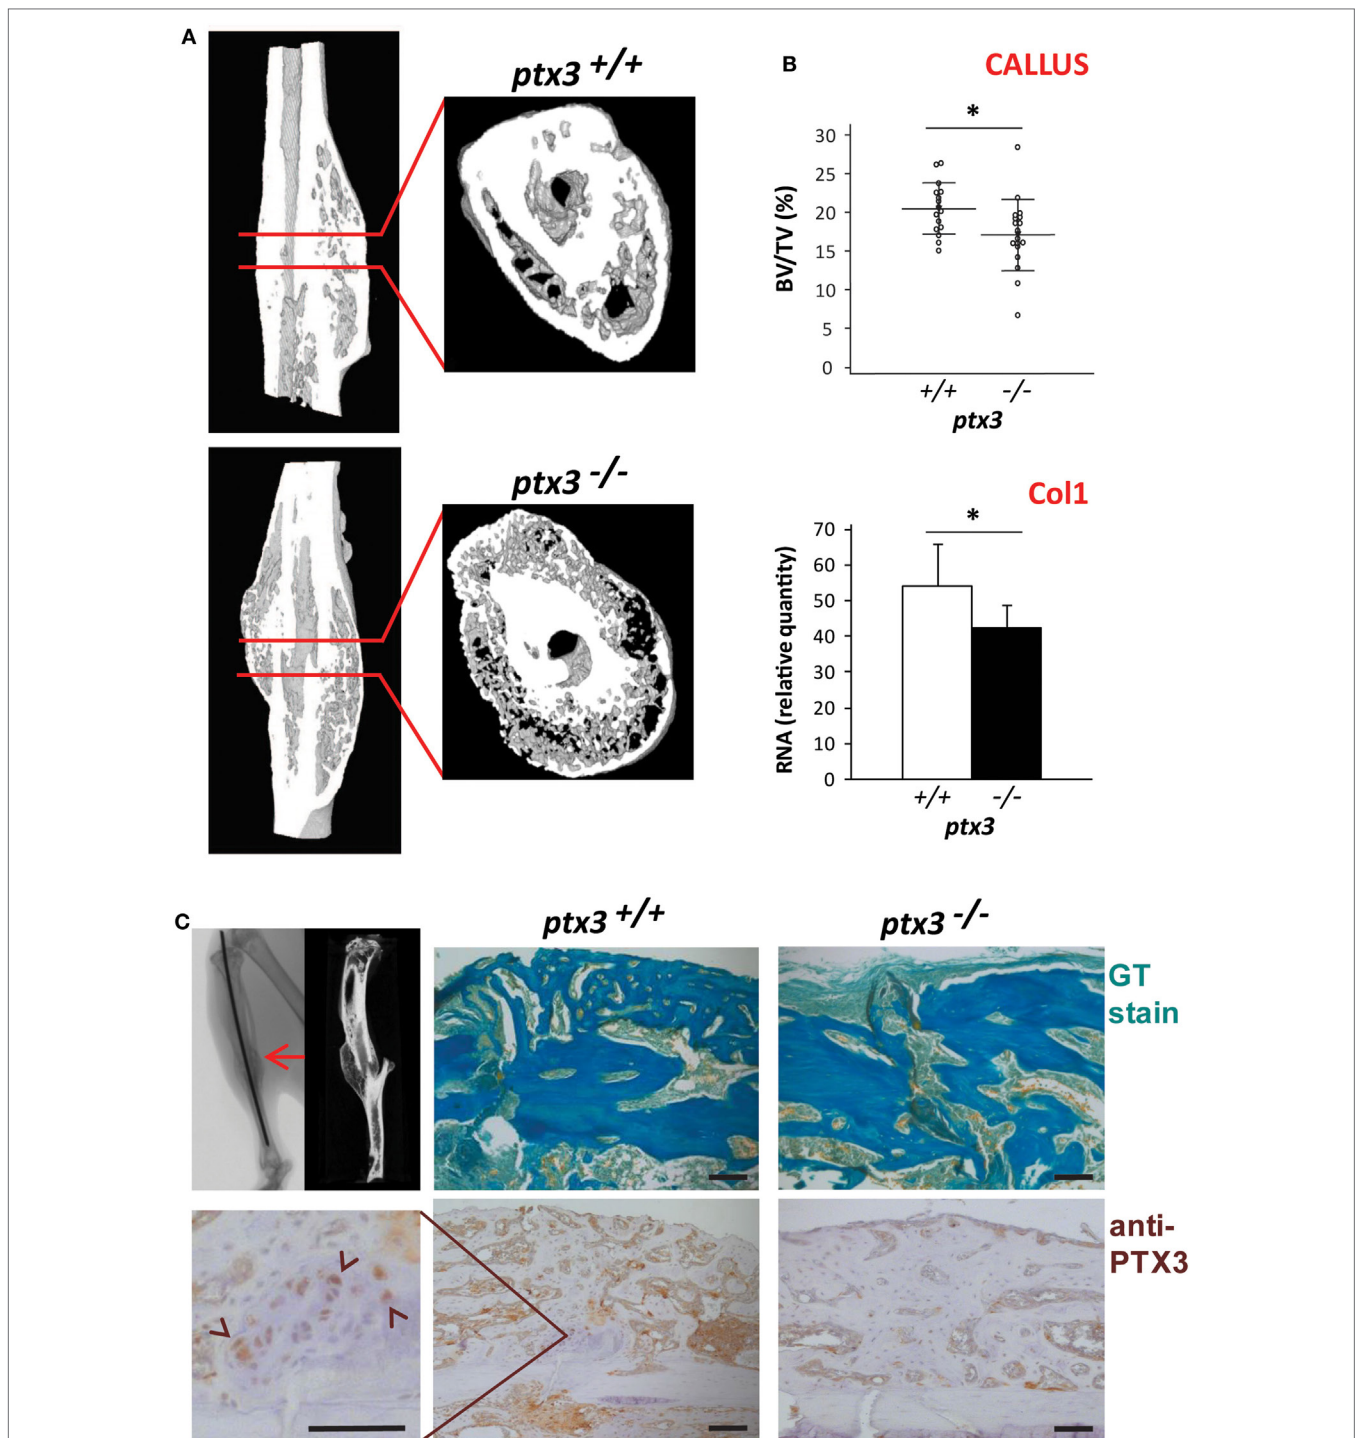 A
ptx3 +/+
ptx3 -/-
B
CALLUS
*
BV/TV (%)
30
25
20
15
10
5
0
+/+ -/-
ptx3
Col1
*
RNA (relative quantity)
70
60
50
40
30
20
10
0
+/+ -/-
ptx3
C
ptx3 +/+
ptx3 -/-
GT
stain
anti-
PTX3